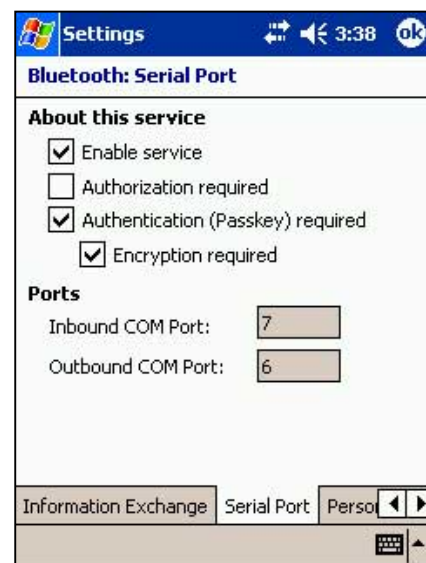 Settings 3:38 ok
Bluetooth: Serial Port
About this service
Enable service
Authorization required
Authentication (Passkey) required
Encryption required
Ports
Inbound COM Port: 7
Outbound COM Port: 6
Information Exchange Serial Port Person